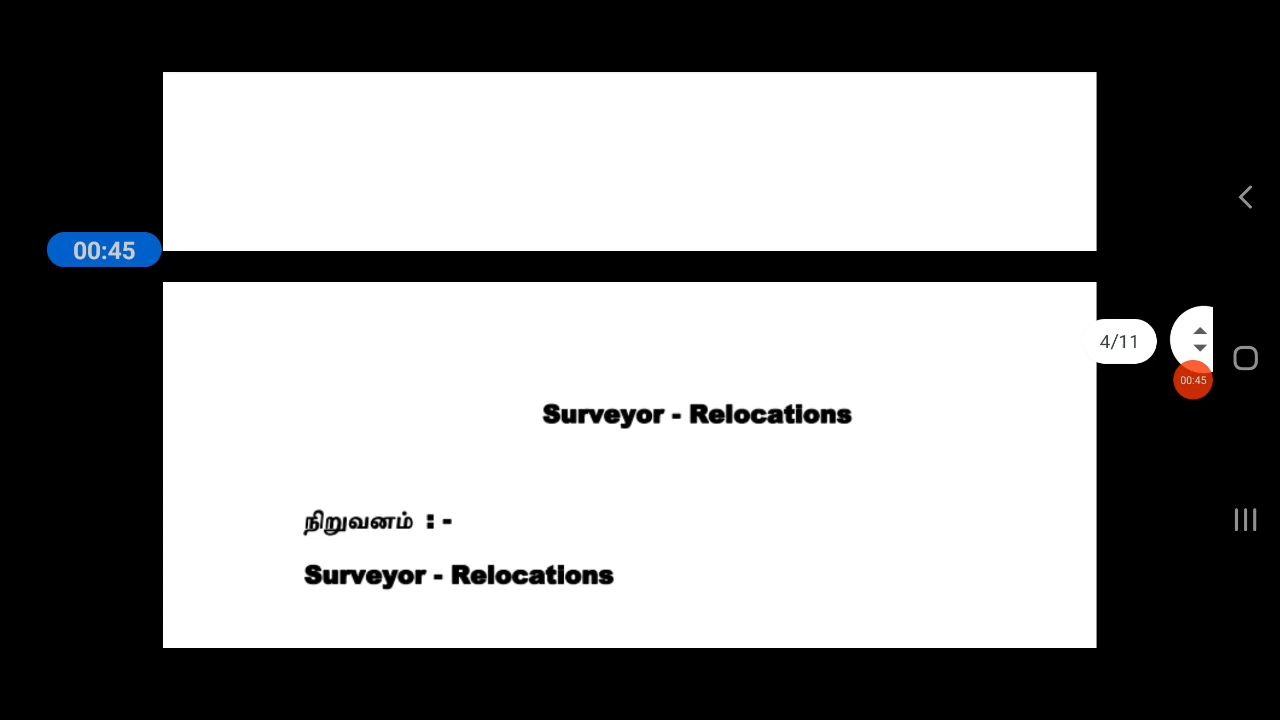 00:45
4/11
00:45
Surveyor - Relocations
நிறுவனம் : -
Surveyor - Relocations